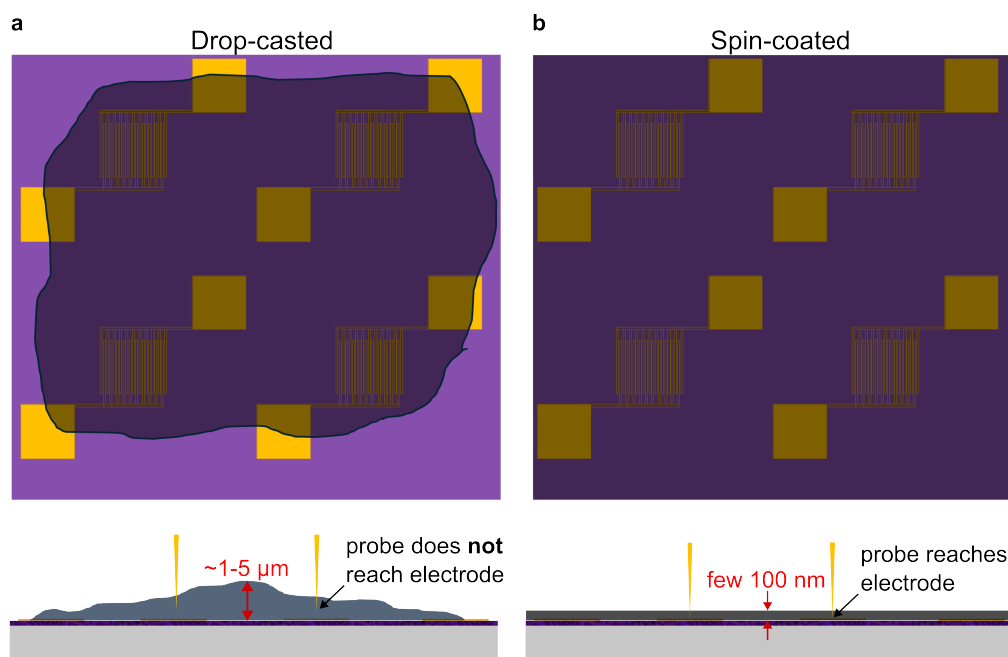 a
Drop-casted
b
Spin-coated
~1-5 µm
probe does not
reach electrode
few 100 nm
probe reaches
electrode